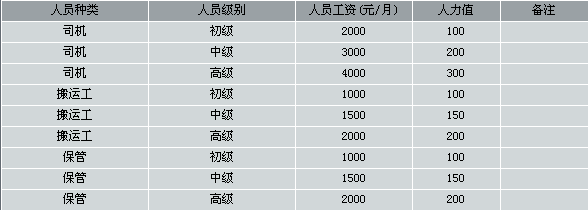 人员种类 人员级别 人员工资(元/月) 人力值 备注
司机 初级 2000 100
司机 中级 3000 200
司机 高级 4000 300
搬运工 初级 1000 100
搬运工 中级 1500 150
搬运工 高级 2000 200
保管 初级 1000 100
保管 中级 1500 150
保管 高级 2000 200